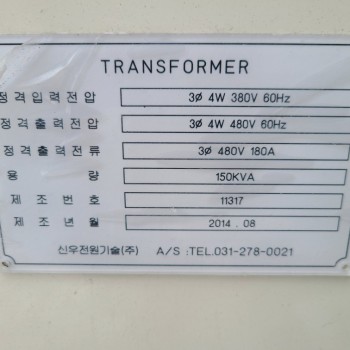 TRANSFORMER
정격입력전압 3Ø 4W 380V 60Hz
정격출력전압 3Ø 4W 480V 60Hz
정격출력전류 3Ø 480V 180A
용 량 150KVA
제 조 번 호 11317
제 조 년 월 2014 . 08
신우전원기술(주) A/S :TEL.031-278-0021